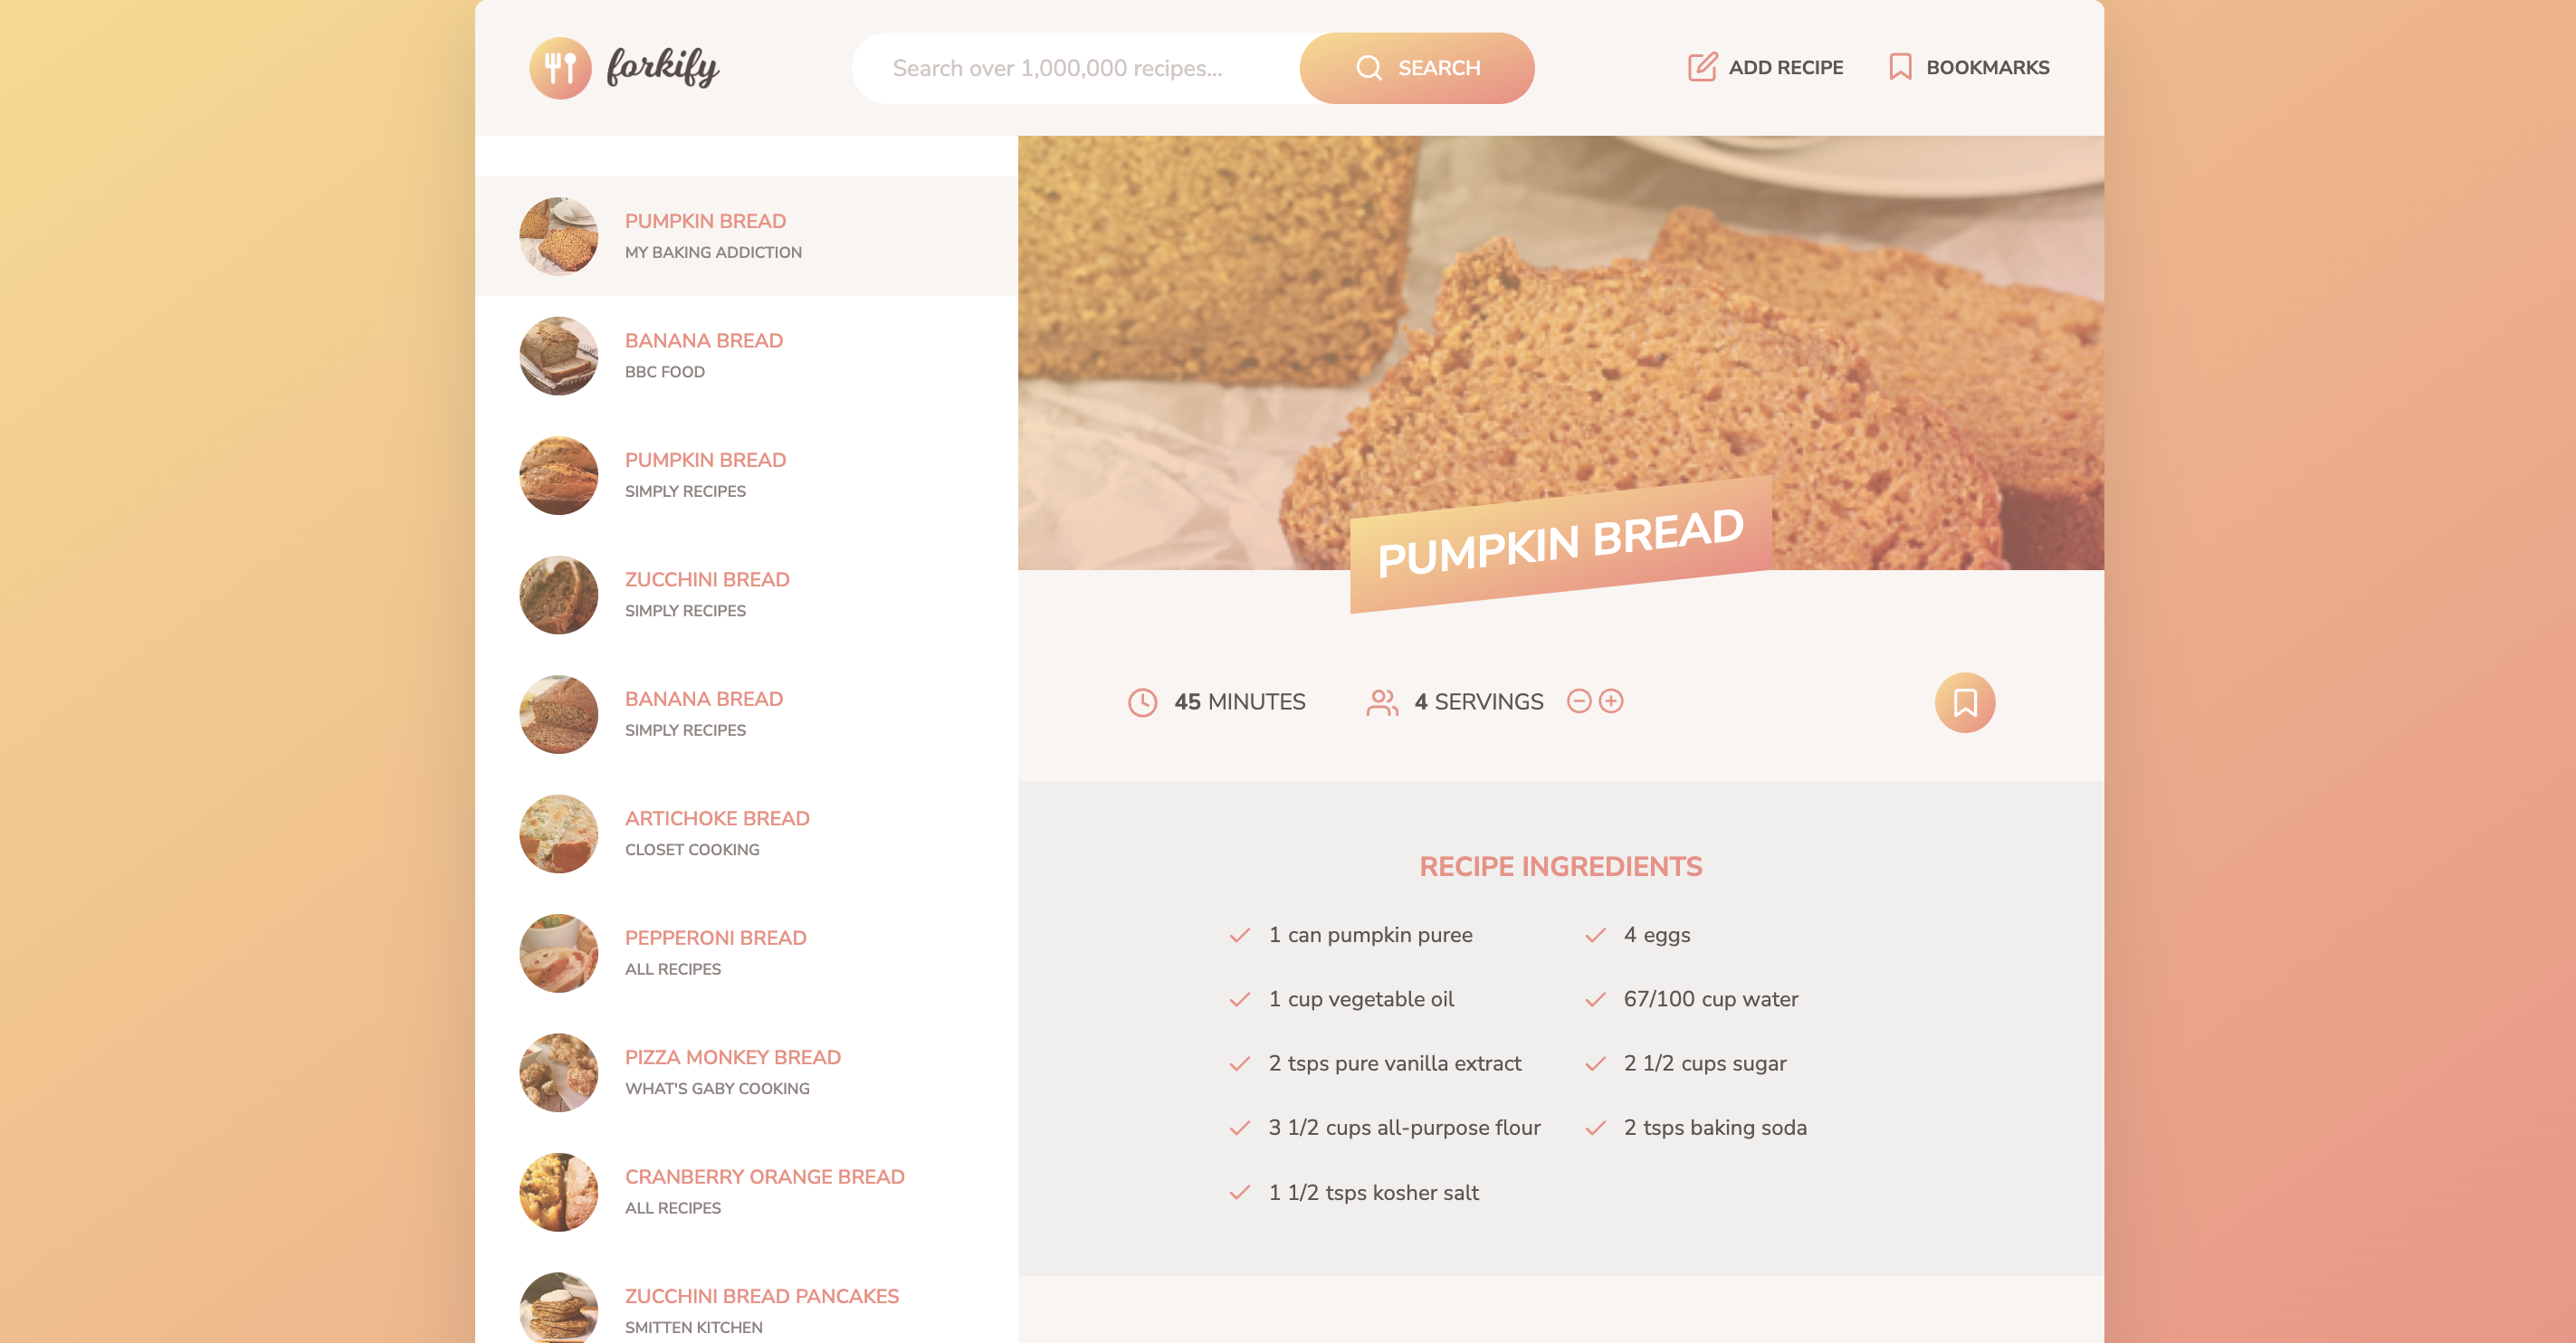 forkify
Search over 1,000,000 recipes...
SEARCH
ADD RECIPE
BOOKMARKS
PUMPKIN BREAD
MY BAKING ADDICTION
BANANA BREAD
BBC FOOD
PUMPKIN BREAD
SIMPLY RECIPES
ZUCCHINI BREAD
SIMPLY RECIPES
BANANA BREAD
SIMPLY RECIPES
ARTICHOKE BREAD
CLOSET COOKING
PEPPERONI BREAD
ALL RECIPES
PIZZA MONKEY BREAD
WHAT'S GABY COOKING
CRANBERRY ORANGE BREAD
ALL RECIPES
ZUCCHINI BREAD PANCAKES
SMITTEN KITCHEN
PUMPKIN BREAD
45 MINUTES
4 SERVINGS
RECIPE INGREDIENTS
1 can pumpkin puree
4 eggs
1 cup vegetable oil
67/100 cup water
2 tsps pure vanilla extract
2 1/2 cups sugar
3 1/2 cups all-purpose flour
2 tsps baking soda
1 1/2 tsps kosher salt